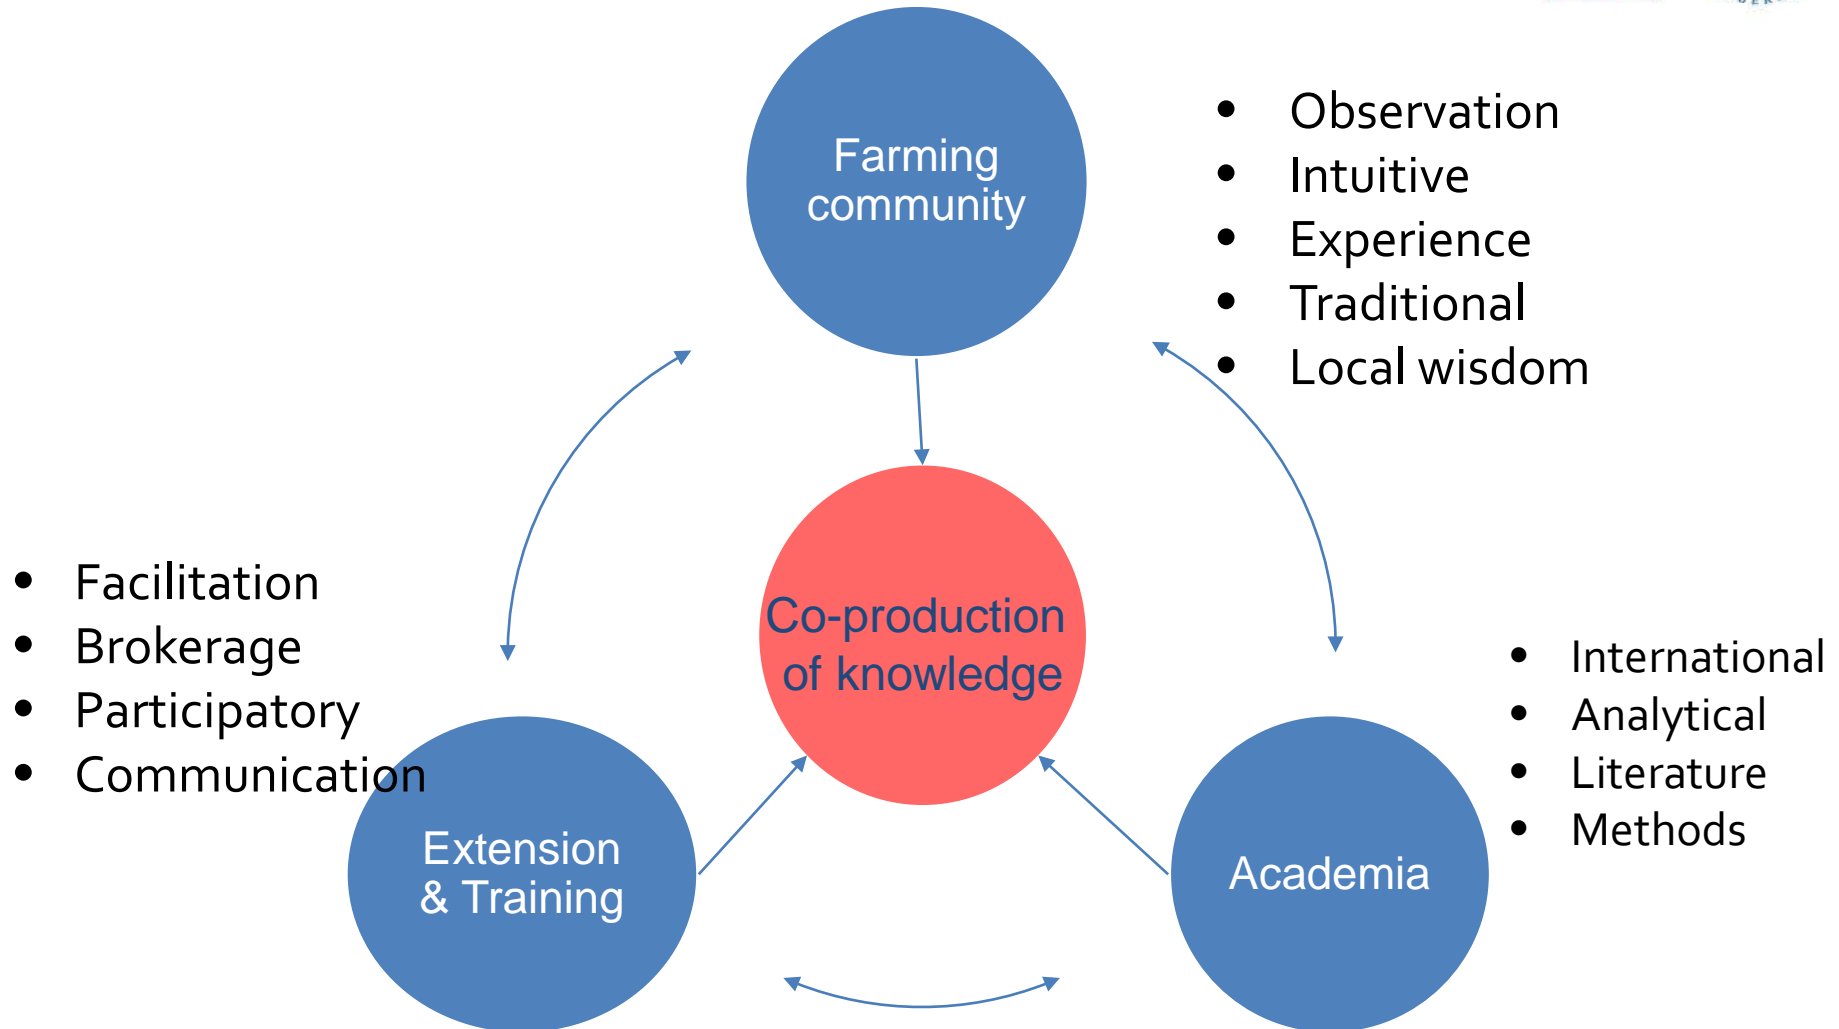 Farming
community
• Observation
• Intuitive
• Experience
• Traditional
• Local wisdom
Co-production
of knowledge
• Facilitation
• Brokerage
• Participatory
• Communication
Extension
& Training
Academia
• International
• Analytical
• Literature
• Methods